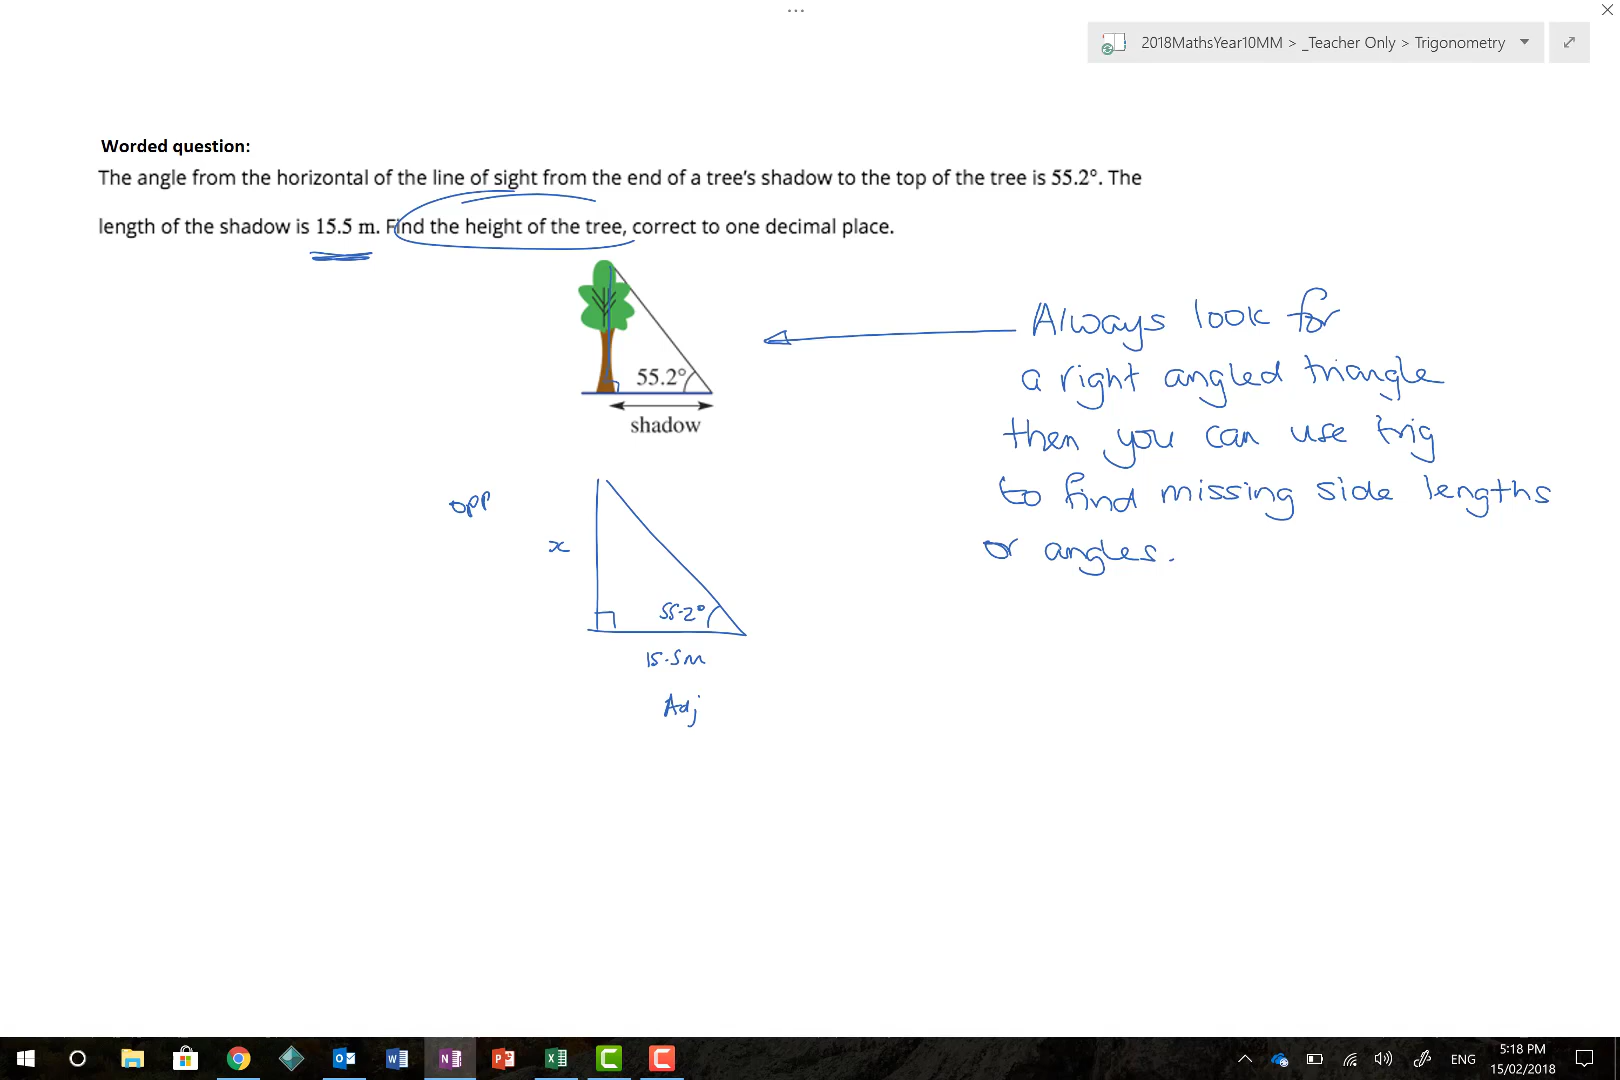 ...
2018MathsYear10MM > _Teacher Only > Trigonometry
Worded question:
The angle from the horizontal of the line of sight from the end of a tree's shadow to the top of the tree is 55.2°. The
length of the shadow is 15.5 m. Find the height of the tree, correct to one decimal place.
55.2°
shadow
Always look for
a right angled triangle
then you can use trig
to find missing side lengths
or angles.
opp
x
55.2°
15.5m
Adj
ENG
5:18 PM
15/02/2018